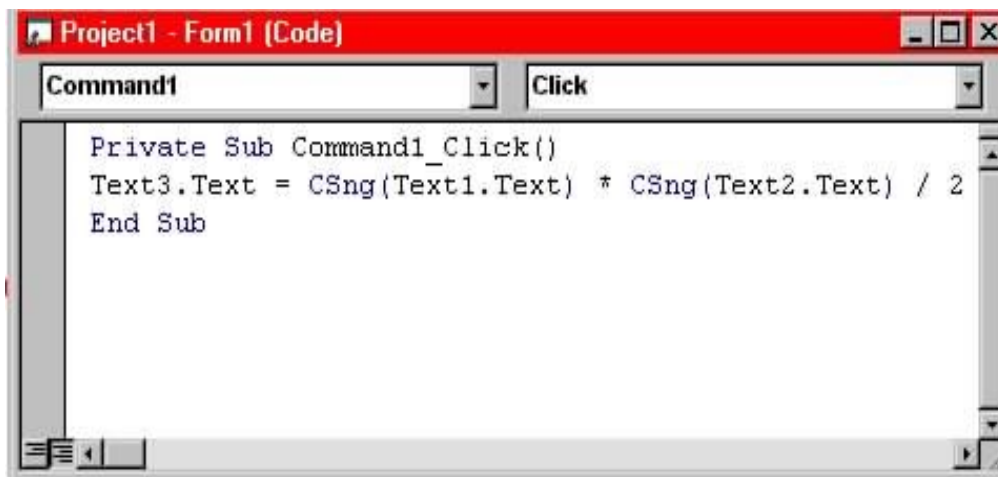 Project1 - Form1 (Code)
Command1 Click
Private Sub Command1_Click()
Text3.Text = CSng(Text1.Text) * CSng(Text2.Text) / 2
End Sub